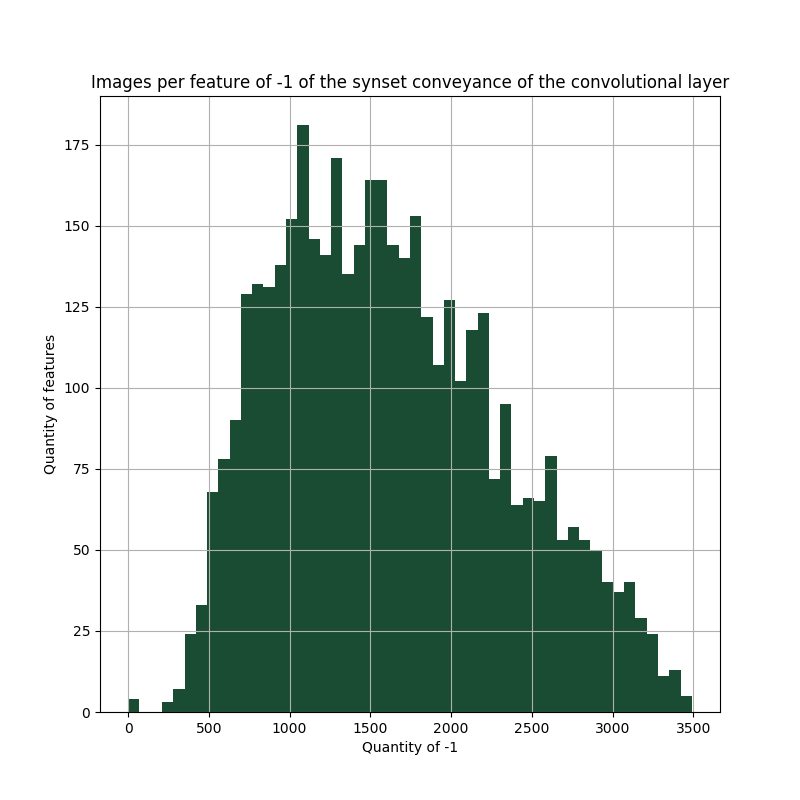 Images per feature of -1 of the synset conveyance of the convolutional layer
175
150
125
100
75
50
25
0
Quantity of features
0 500 1000 1500 2000 2500 3000 3500
Quantity of -1